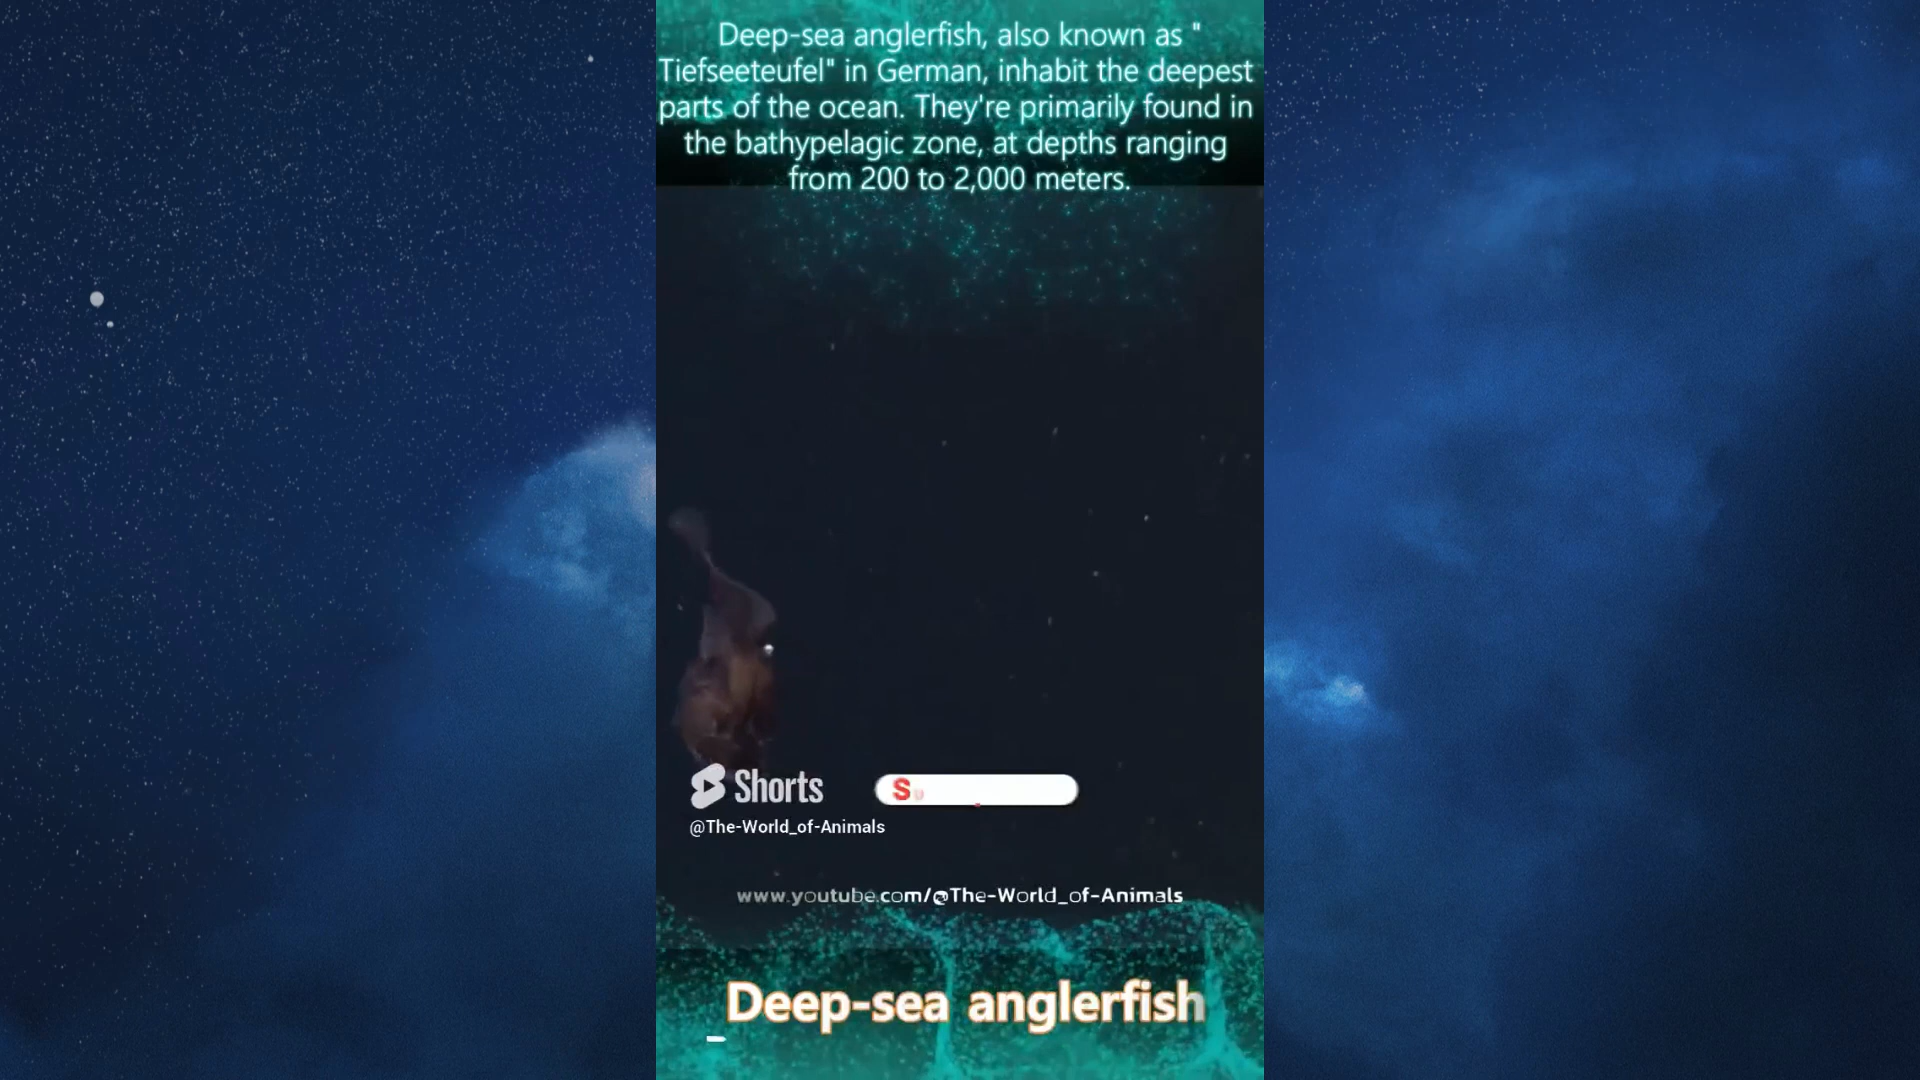 Deep-sea anglerfish, also known as "
Tiefseeteufel" in German, inhabit the deepest
parts of the ocean. They're primarily found in
the bathypelagic zone, at depths ranging
from 200 to 2,000 meters.
Shorts
@The-World_of-Animals
www.youtube.com/@The-World_of-Animals
Deep-sea anglerfish